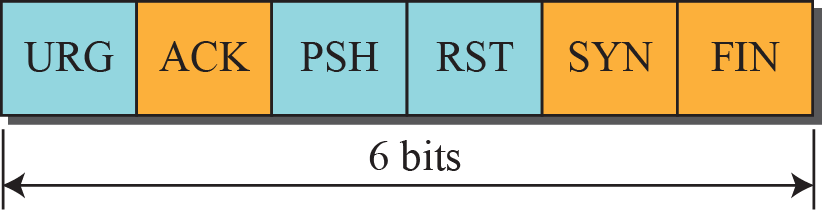 URG ACK PSH RST SYN FIN
6 bits